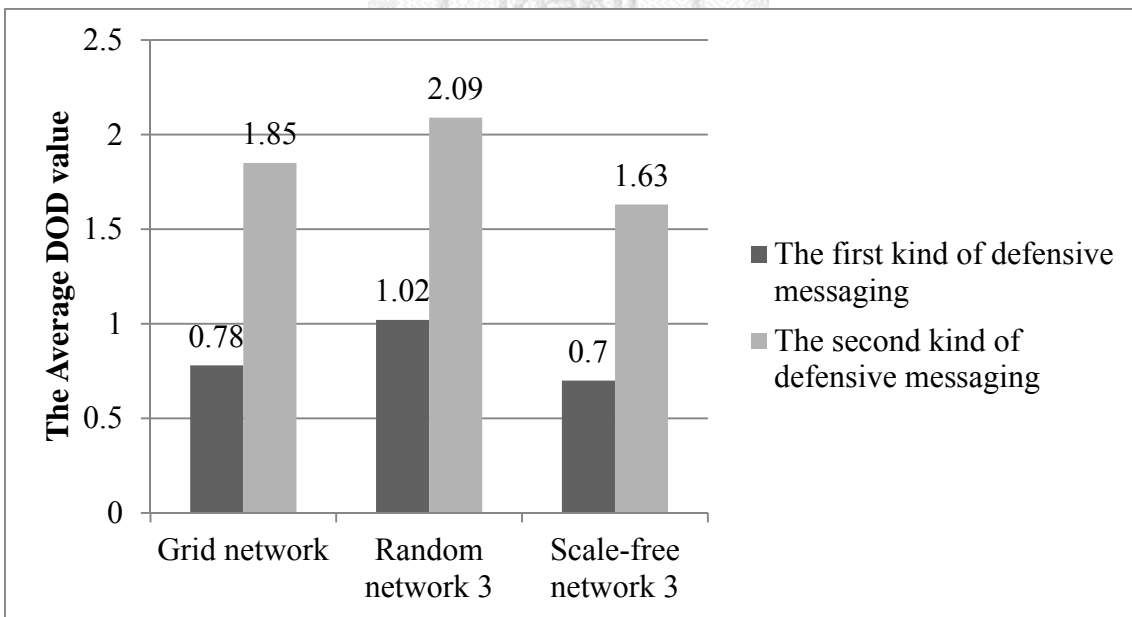 The Average DOD value
2.5
2
1.5
1
0.5
0
0.78
1.85
1.02
2.09
0.7
1.63
Grid network
Random
network 3
Scale-free
network 3
The first kind of defensive
messaging
The second kind of
defensive messaging